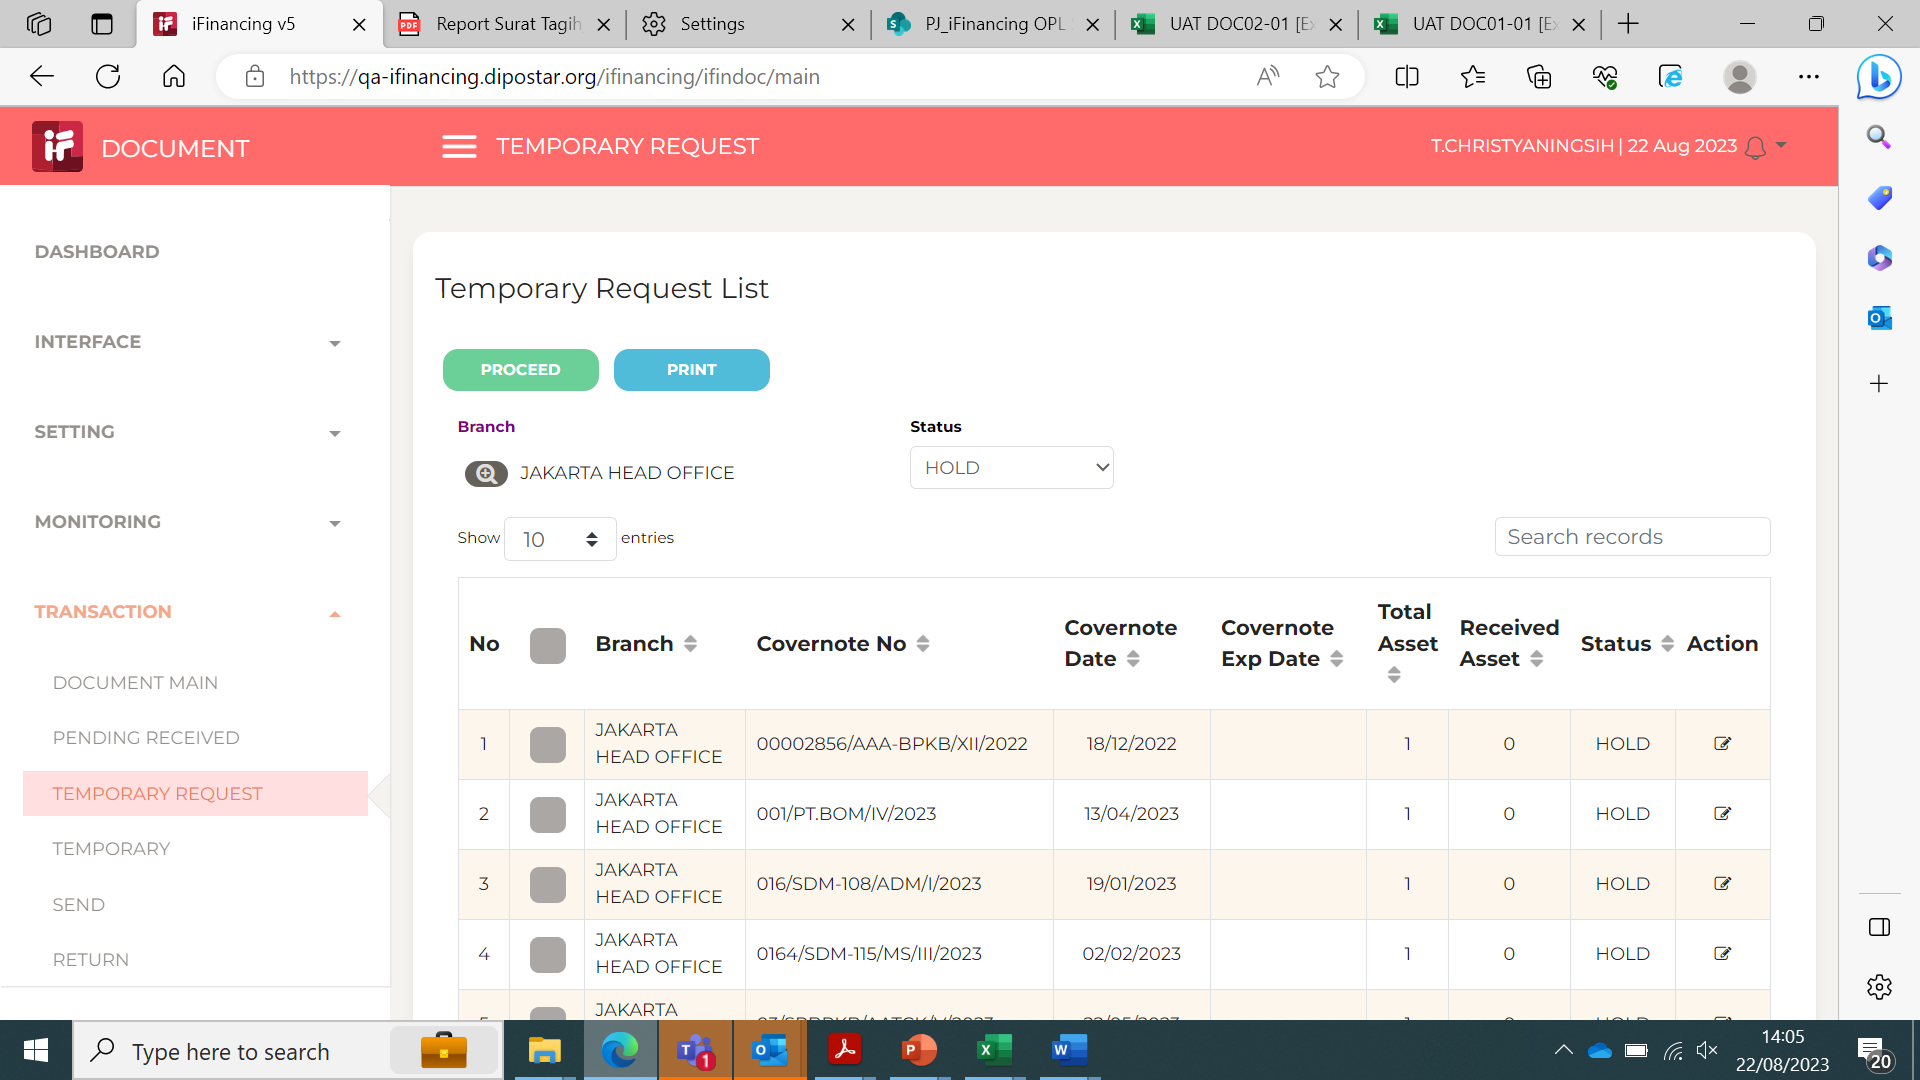 iFinancing v5
Report Surat Tagih
Settings
PJ_iFinancing OPL
UAT DOC02-01 [Ex
UAT DOC01-01 [Ex
https://qa-ifinancing.dipostar.org/ifinancing/ifindoc/main
iF DOCUMENT
TEMPORARY REQUEST
T.CHRISTYANINGSIH | 22 Aug 2023
DASHBOARD
INTERFACE
SETTING
MONITORING
TRANSACTION
DOCUMENT MAIN
PENDING RECEIVED
TEMPORARY REQUEST
TEMPORARY
SEND
RETURN
Temporary Request List
PROCEED PRINT
Branch Status
JAKARTA HEAD OFFICE HOLD
Show 10 entries Search records
No Branch Covernote No Covernote Date Covernote Exp Date Total Asset Received Asset Status Action
1 JAKARTA HEAD OFFICE 00002856/AAA-BPKB/XII/2022 18/12/2022 1 0 HOLD
2 JAKARTA HEAD OFFICE 001/PT.BOM/IV/2023 13/04/2023 1 0 HOLD
3 JAKARTA HEAD OFFICE 016/SDM-108/ADM/I/2023 19/01/2023 1 0 HOLD
4 JAKARTA HEAD OFFICE 0164/SDM-115/MS/III/2023 02/02/2023 1 0 HOLD
JAKARTA
Type here to search
1
14:05
22/08/2023
20